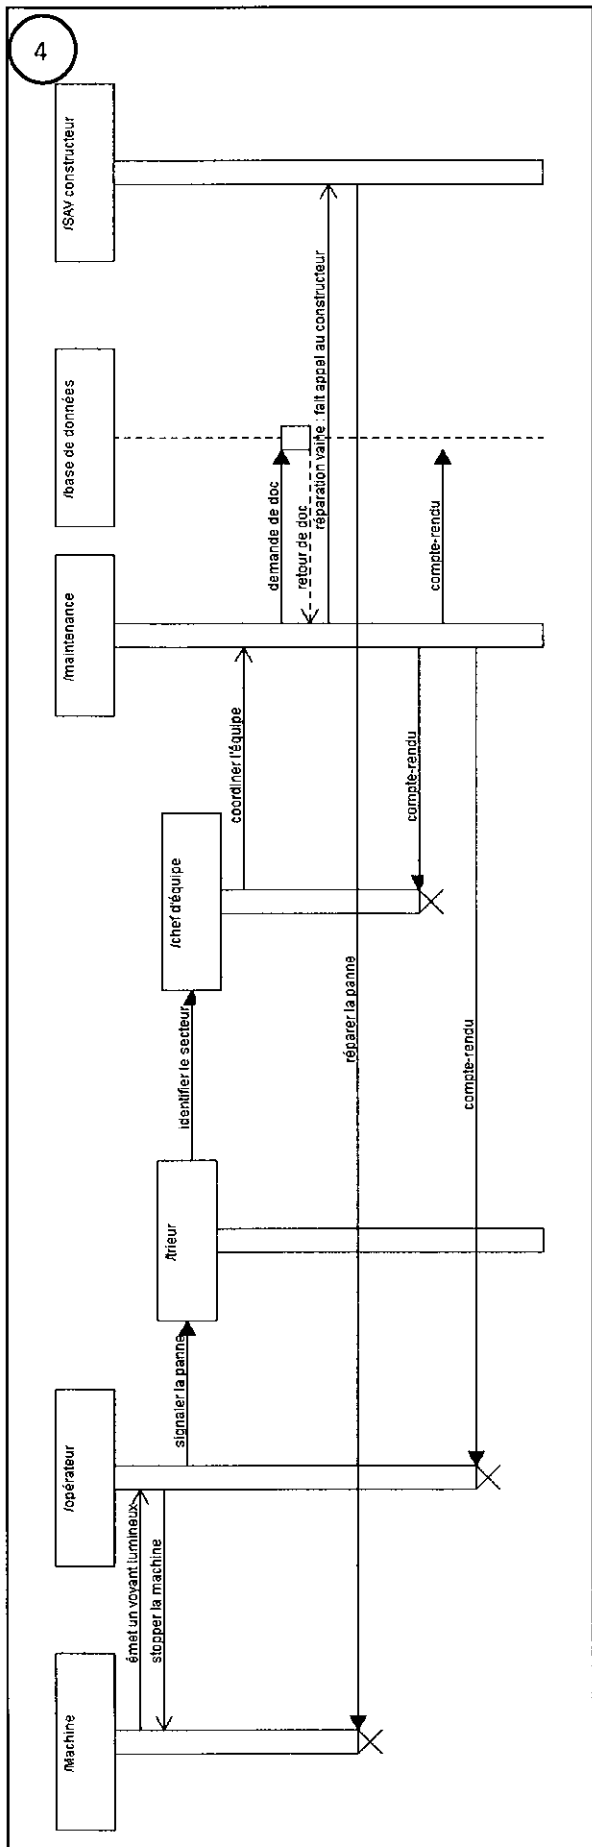 4
/Machine
/opérateur
/trieur
/chef d'équipe
/maintenance
/base de données
/SAV constructeur
émet un voyant lumineux
stopper la machine
signaler la panne
identifier le secteur
coordiner l'équipe
demande de doc
retour de doc
réparation vaine : fait appel au constructeur
réparer la panne
compte-rendu
compte-rendu
compte-rendu